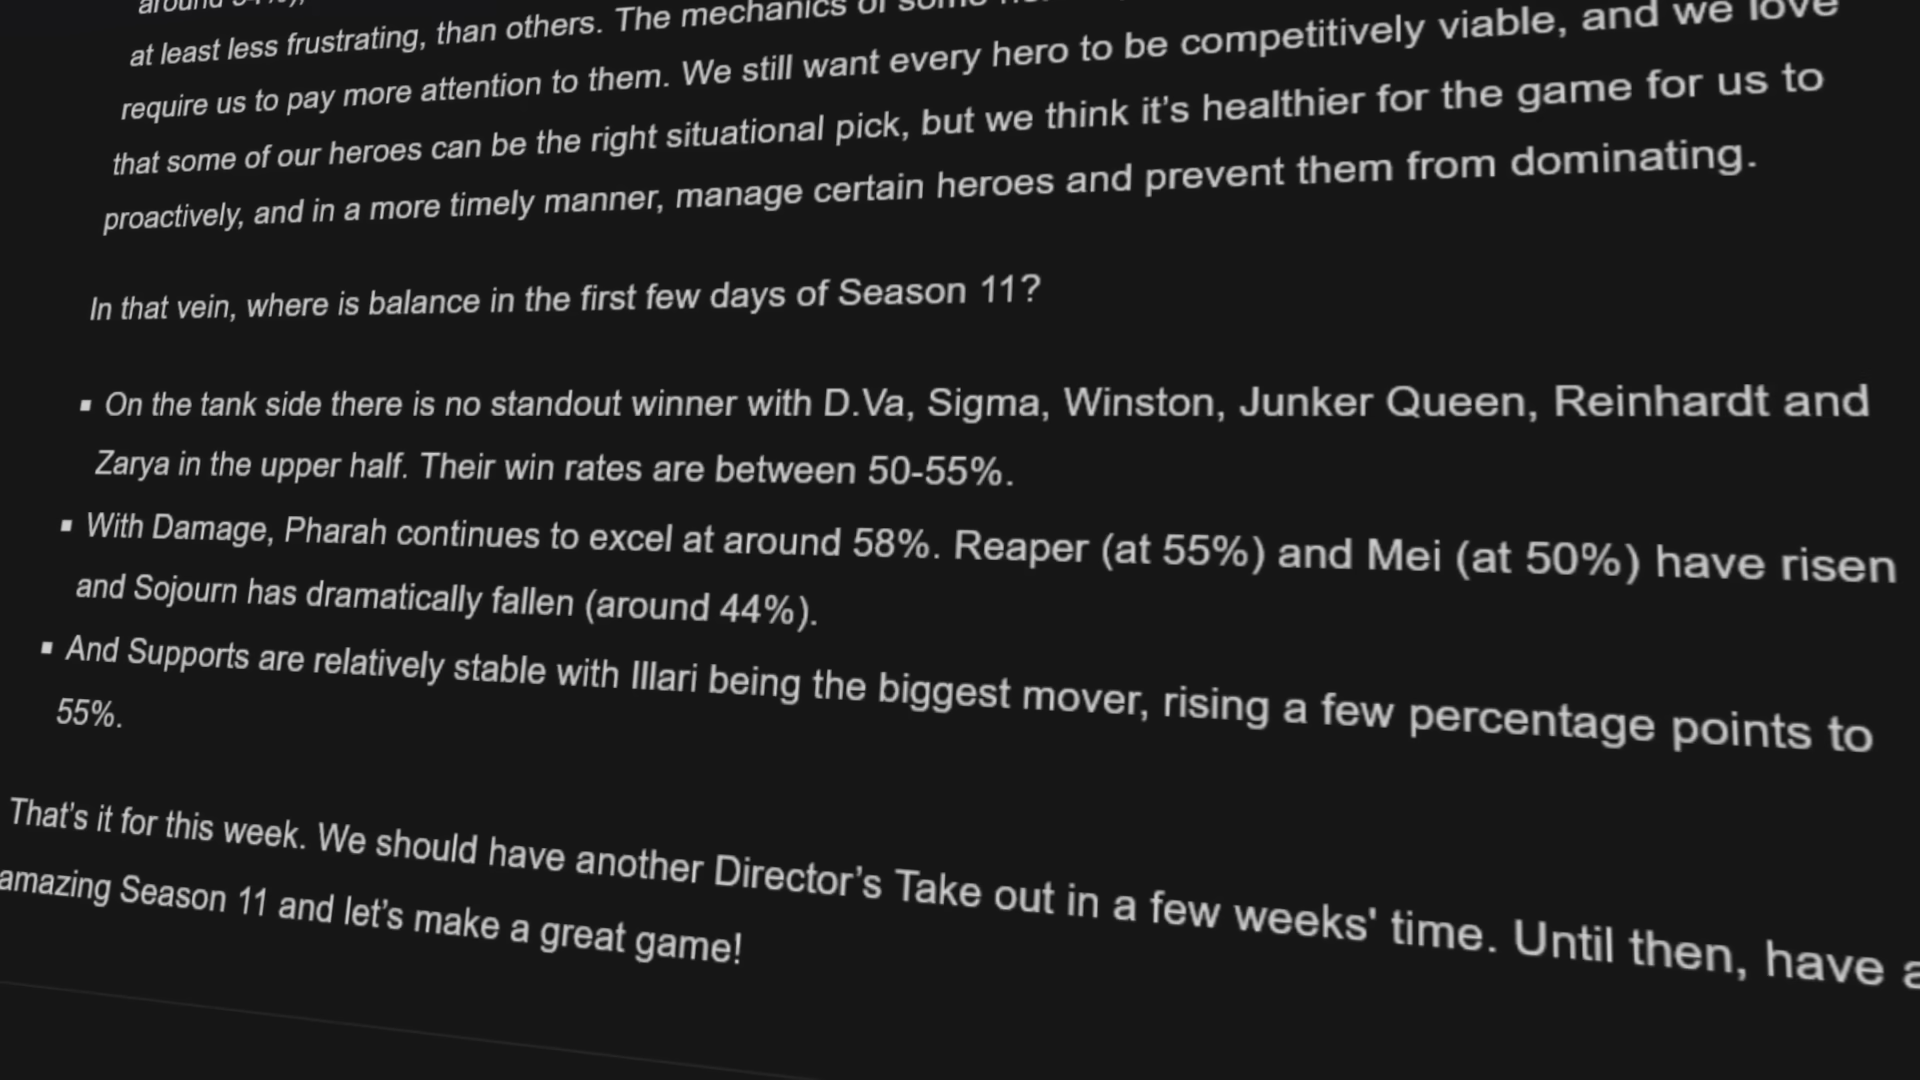 around
at least less frustrating, than others. The mechanics of some
require us to pay more attention to them. We still want every hero to be competitively viable, and we love
that some of our heroes can be the right situational pick, but we think it’s healthier for the game for us to
proactively, and in a more timely manner, manage certain heroes and prevent them from dominating.
In that vein, where is balance in the first few days of Season 11?
▪ On the tank side there is no standout winner with D.Va, Sigma, Winston, Junker Queen, Reinhardt and
Zarya in the upper half. Their win rates are between 50-55%.
▪ With Damage, Pharah continues to excel at around 58%. Reaper (at 55%) and Mei (at 50%) have risen
and Sojourn has dramatically fallen (around 44%).
▪ And Supports are relatively stable with Illari being the biggest mover, rising a few percentage points to
55%.
That’s it for this week. We should have another Director’s Take out in a few weeks' time. Until then, have a
amazing Season 11 and let’s make a great game!